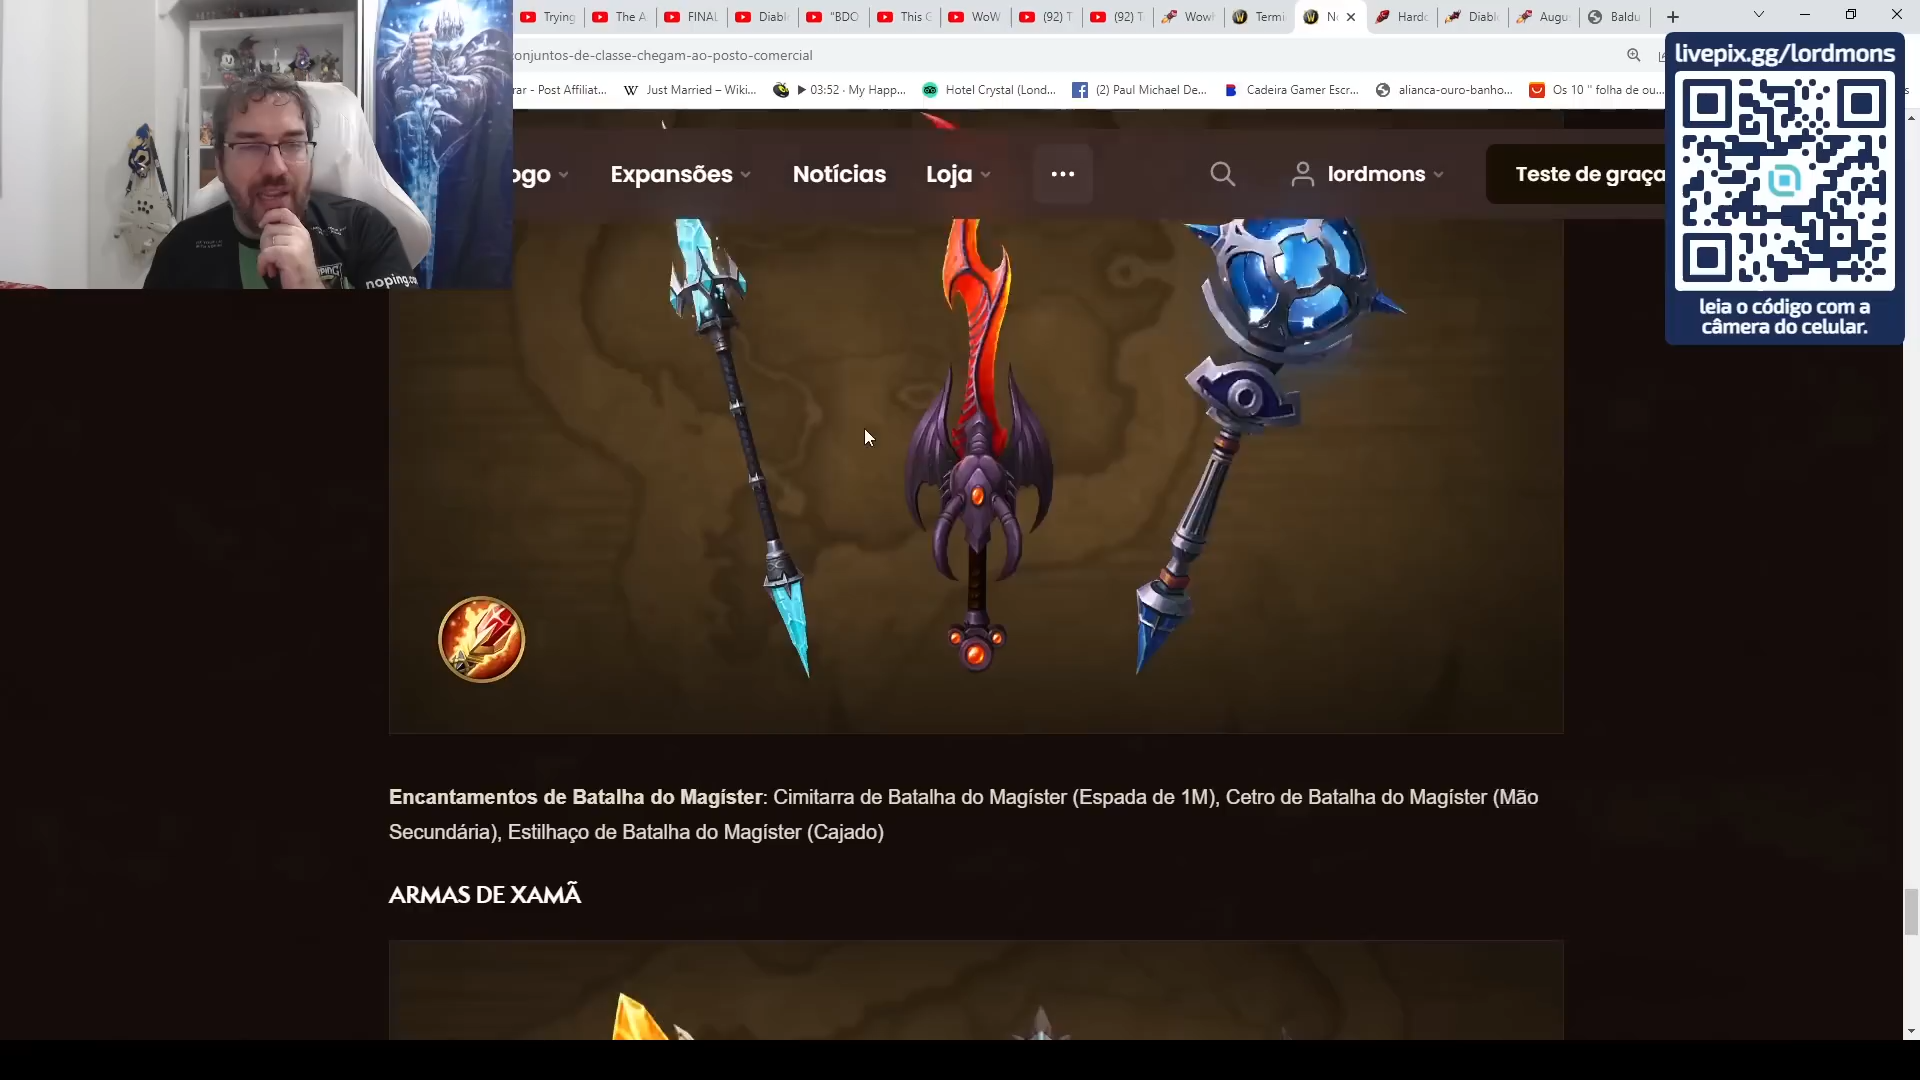 Trying
The A
FINAL
Diabl
"BDO
This G
WoW
(92) T
(92) T
Wowh
Termi
No
Hardc
Diabl
Augu
Baldu
onjuntos-de-classe-chegam-ao-posto-comercial
rar - Post Affiliat...
Just Married – Wiki...
03:52 · My Happ...
Hotel Crystal (Lond...
(2) Paul Michael De...
Cadeira Gamer Escr...
alianca-ouro-banho...
Os 10 " folha de ou...
livepix.gg/lordmons
leia o código com a
câmera do celular.
ogo
Expansões
Notícias
Loja
lordmons
Teste de graça
noping.c
Encantamentos de Batalha do Magíster: Cimitarra de Batalha do Magíster (Espada de 1M), Cetro de Batalha do Magíster (Mão
Secundária), Estilhaço de Batalha do Magíster (Cajado)
ARMAS DE XAMÃ